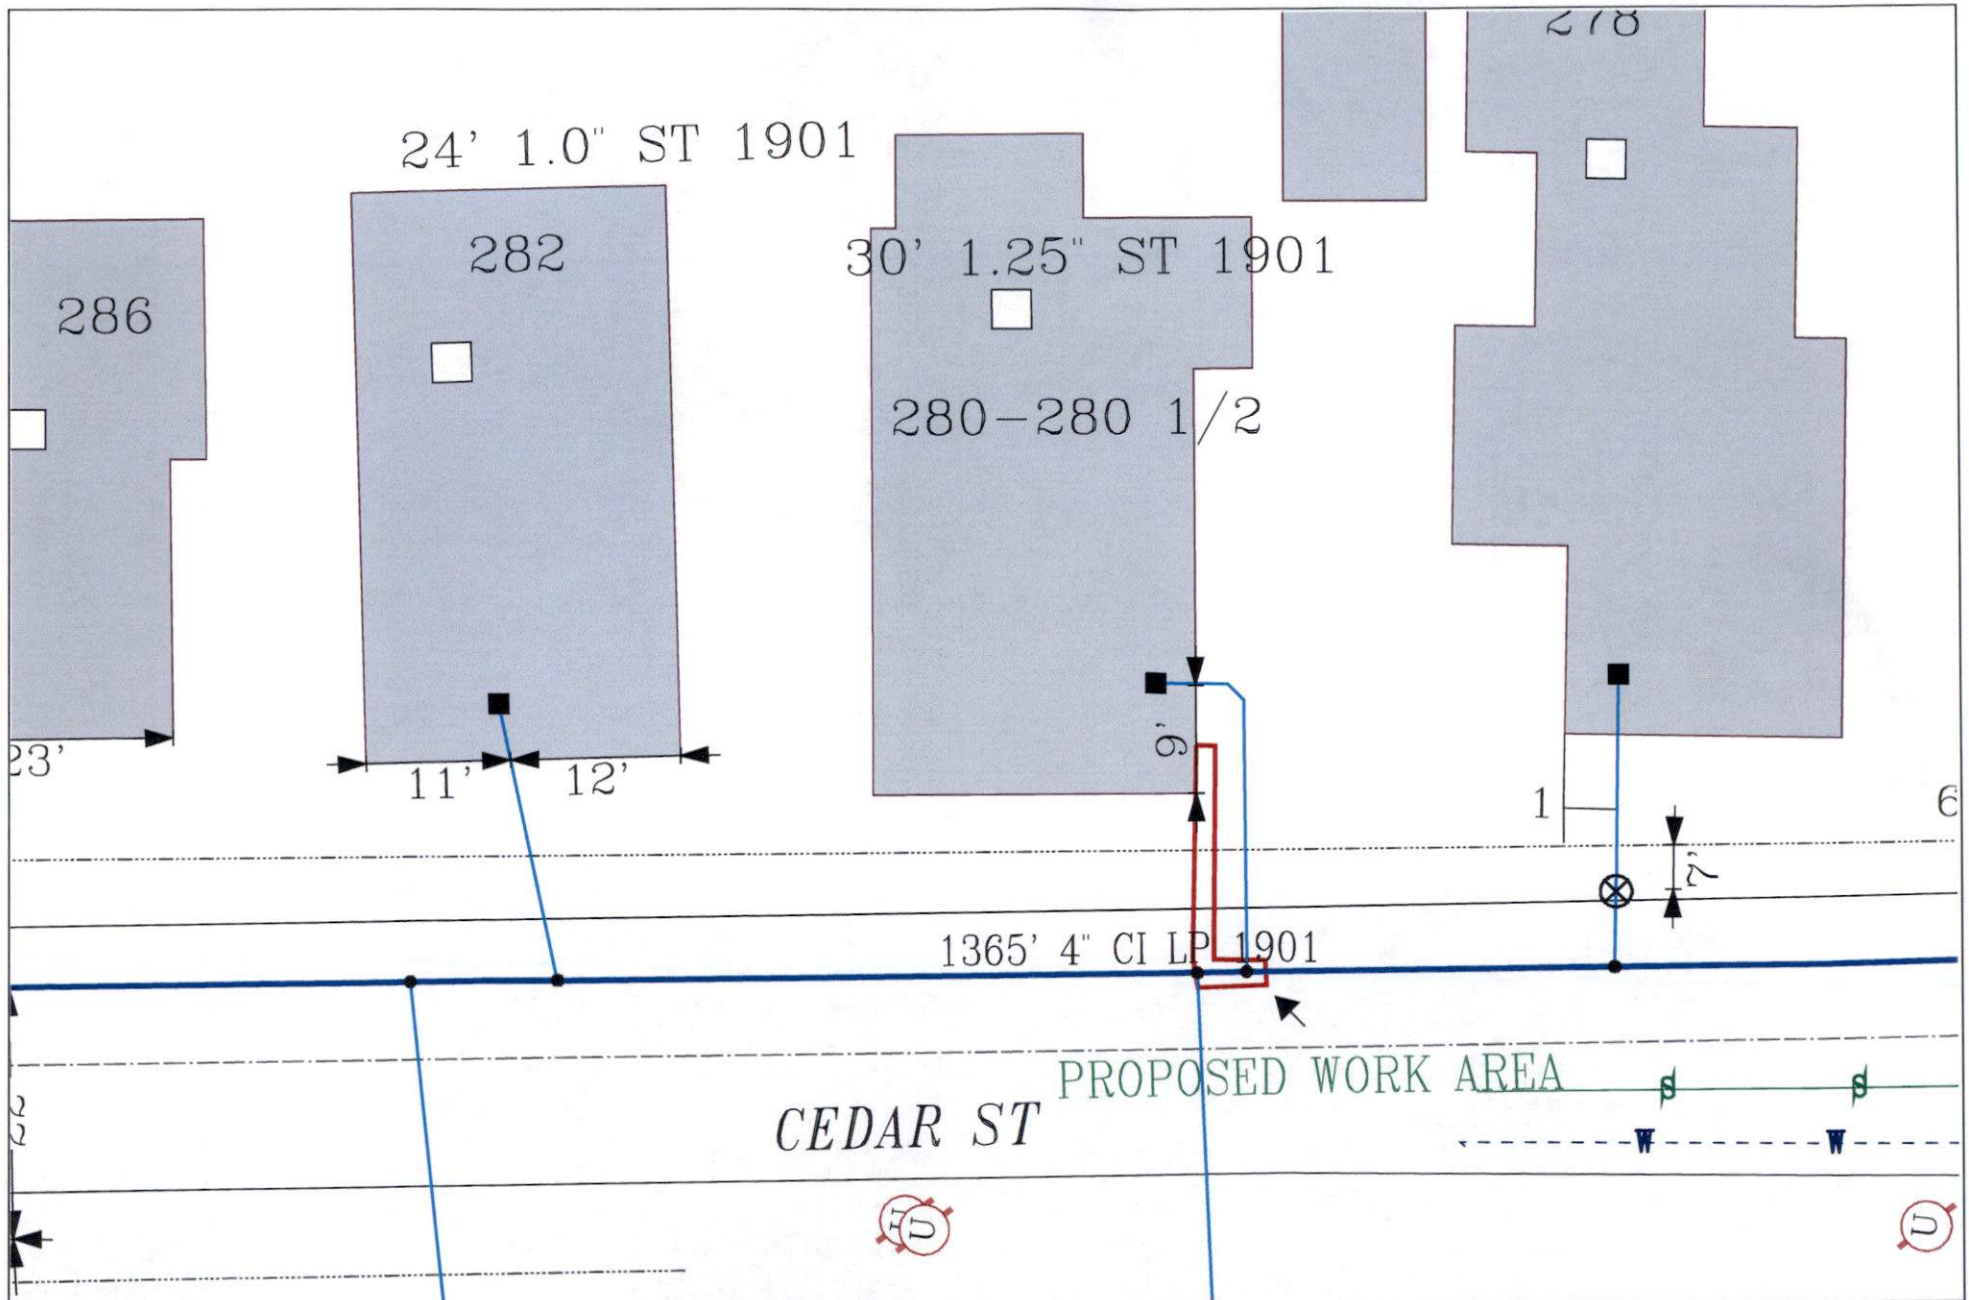 278
24' 1.0" ST 1901
282
30' 1.25" ST 1901
286
280-280 1/2
9'
23'
11'
12'
1
6
7'
1365' 4" CI LP 1901
PROPOSED WORK AREA
S
S
CEDAR ST
W
W
U
U